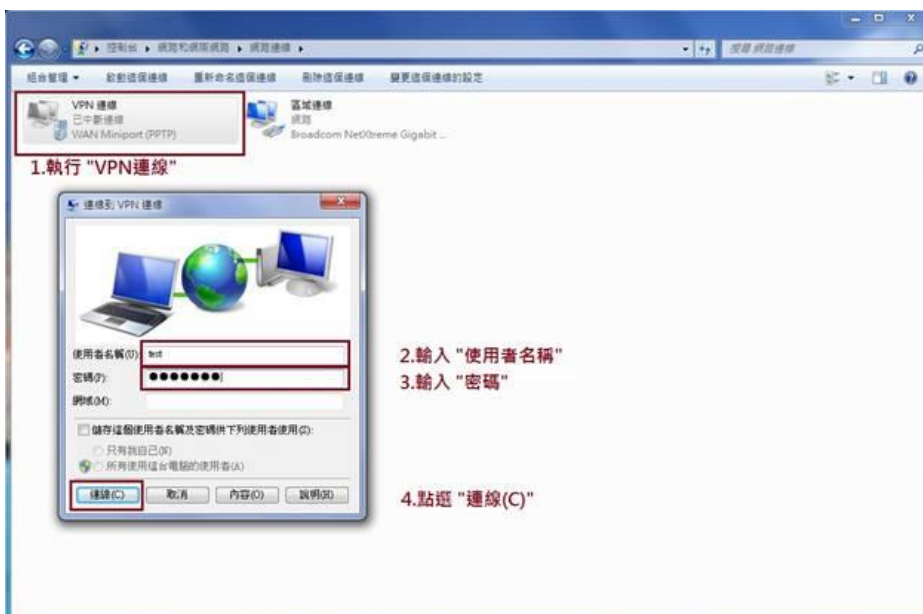 控制台 ▸ 網路和網際網路 ▸ 網路連線 ▸
搜尋 網路連線
組合管理 ▾ 啟動這個連線 重新命名這個連線 刪除這個連線 變更這個連線的設定
VPN 連線
已中斷連線
WAN Miniport (PPTP)
區域連線
網路
Broadcom NetXtreme Gigabit ...
1.執行 "VPN連線"
連線到 VPN 連線
使用者名稱(U): test
密碼(P): ●●●●●●●
網域(M):
儲存這個使用者名稱及密碼供下列使用者使用(S):
只有我自己(N)
所有使用這台電腦的使用者(A)
連線(C) 取消 內容(O) 說明(H)
2.輸入 "使用者名稱"
3.輸入 "密碼"
4.點選 "連線(C)"